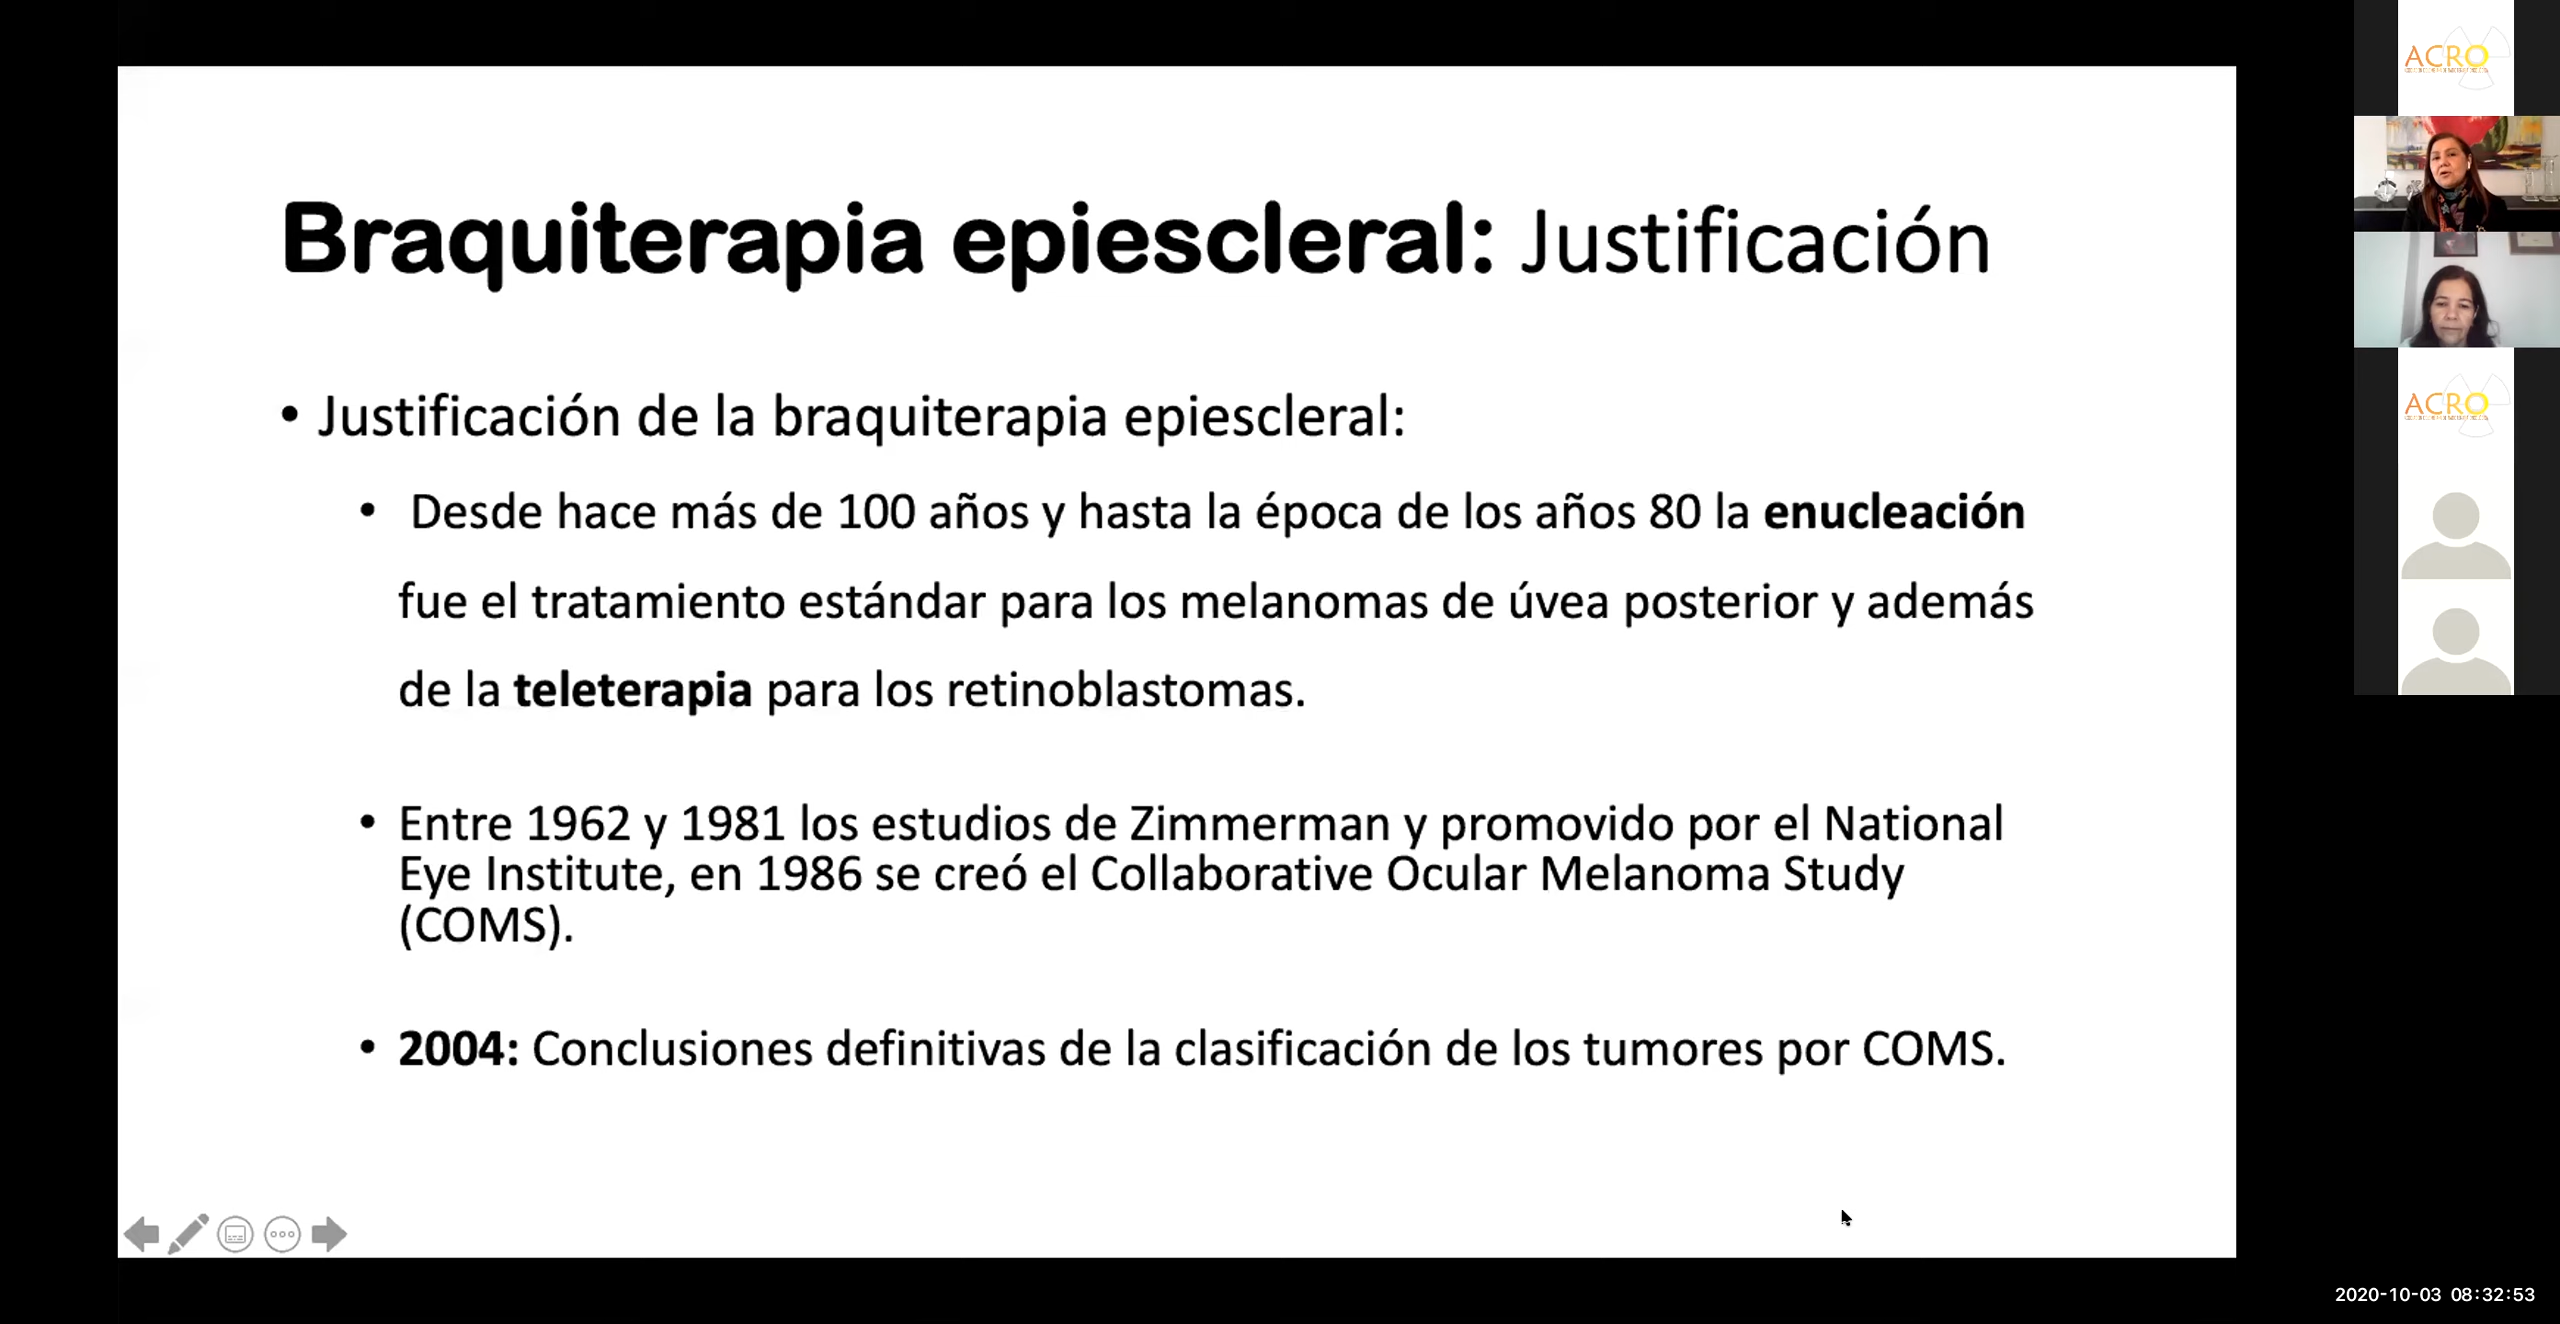 Braquiterapia epiescleral: Justificación
• Justificación de la braquiterapia epiescleral:
• Desde hace más de 100 años y hasta la época de los años 80 la enucleación
fue el tratamiento estándar para los melanomas de úvea posterior y además
de la teleterapia para los retinoblastomas.
• Entre 1962 y 1981 los estudios de Zimmerman y promovido por el National
Eye Institute, en 1986 se creó el Collaborative Ocular Melanoma Study
(COMS).
• 2004: Conclusiones definitivas de la clasificación de los tumores por COMS.
ACRO
ACRO
2020-10-03 08:32:53